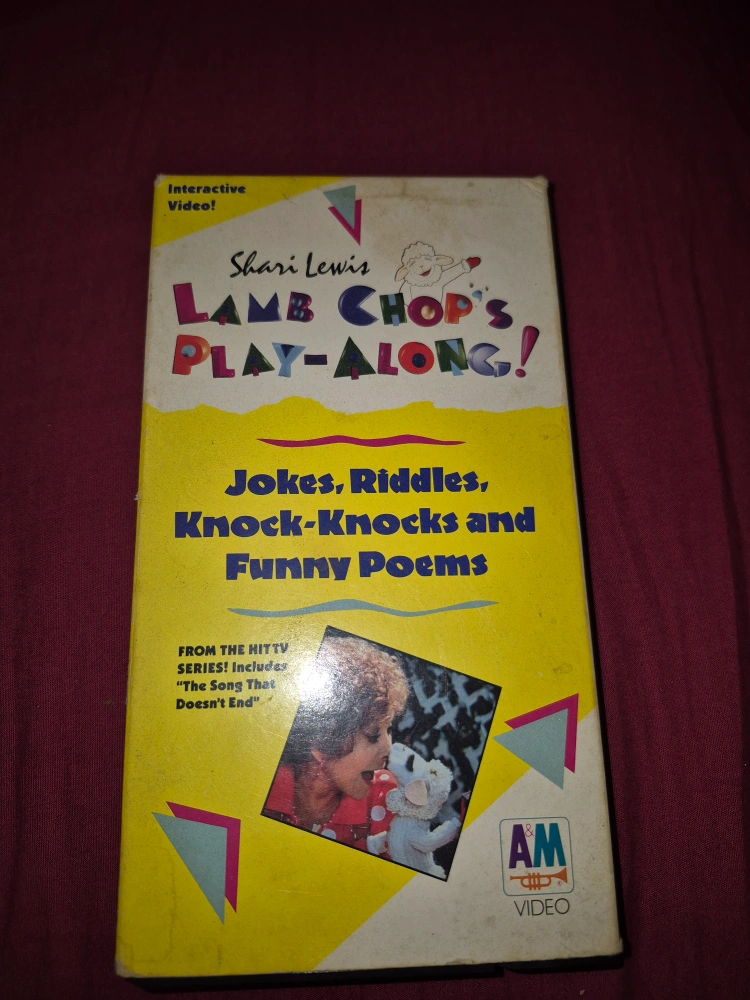 Interactive
Video!
Shari Lewis
LAMB CHOP'S
PLAY-ALONG!
Jokes, Riddles,
Knock-Knocks and
Funny Poems
FROM THE HIT TV
SERIES! Includes
"The Song That
Doesn't End"
A&M
VIDEO